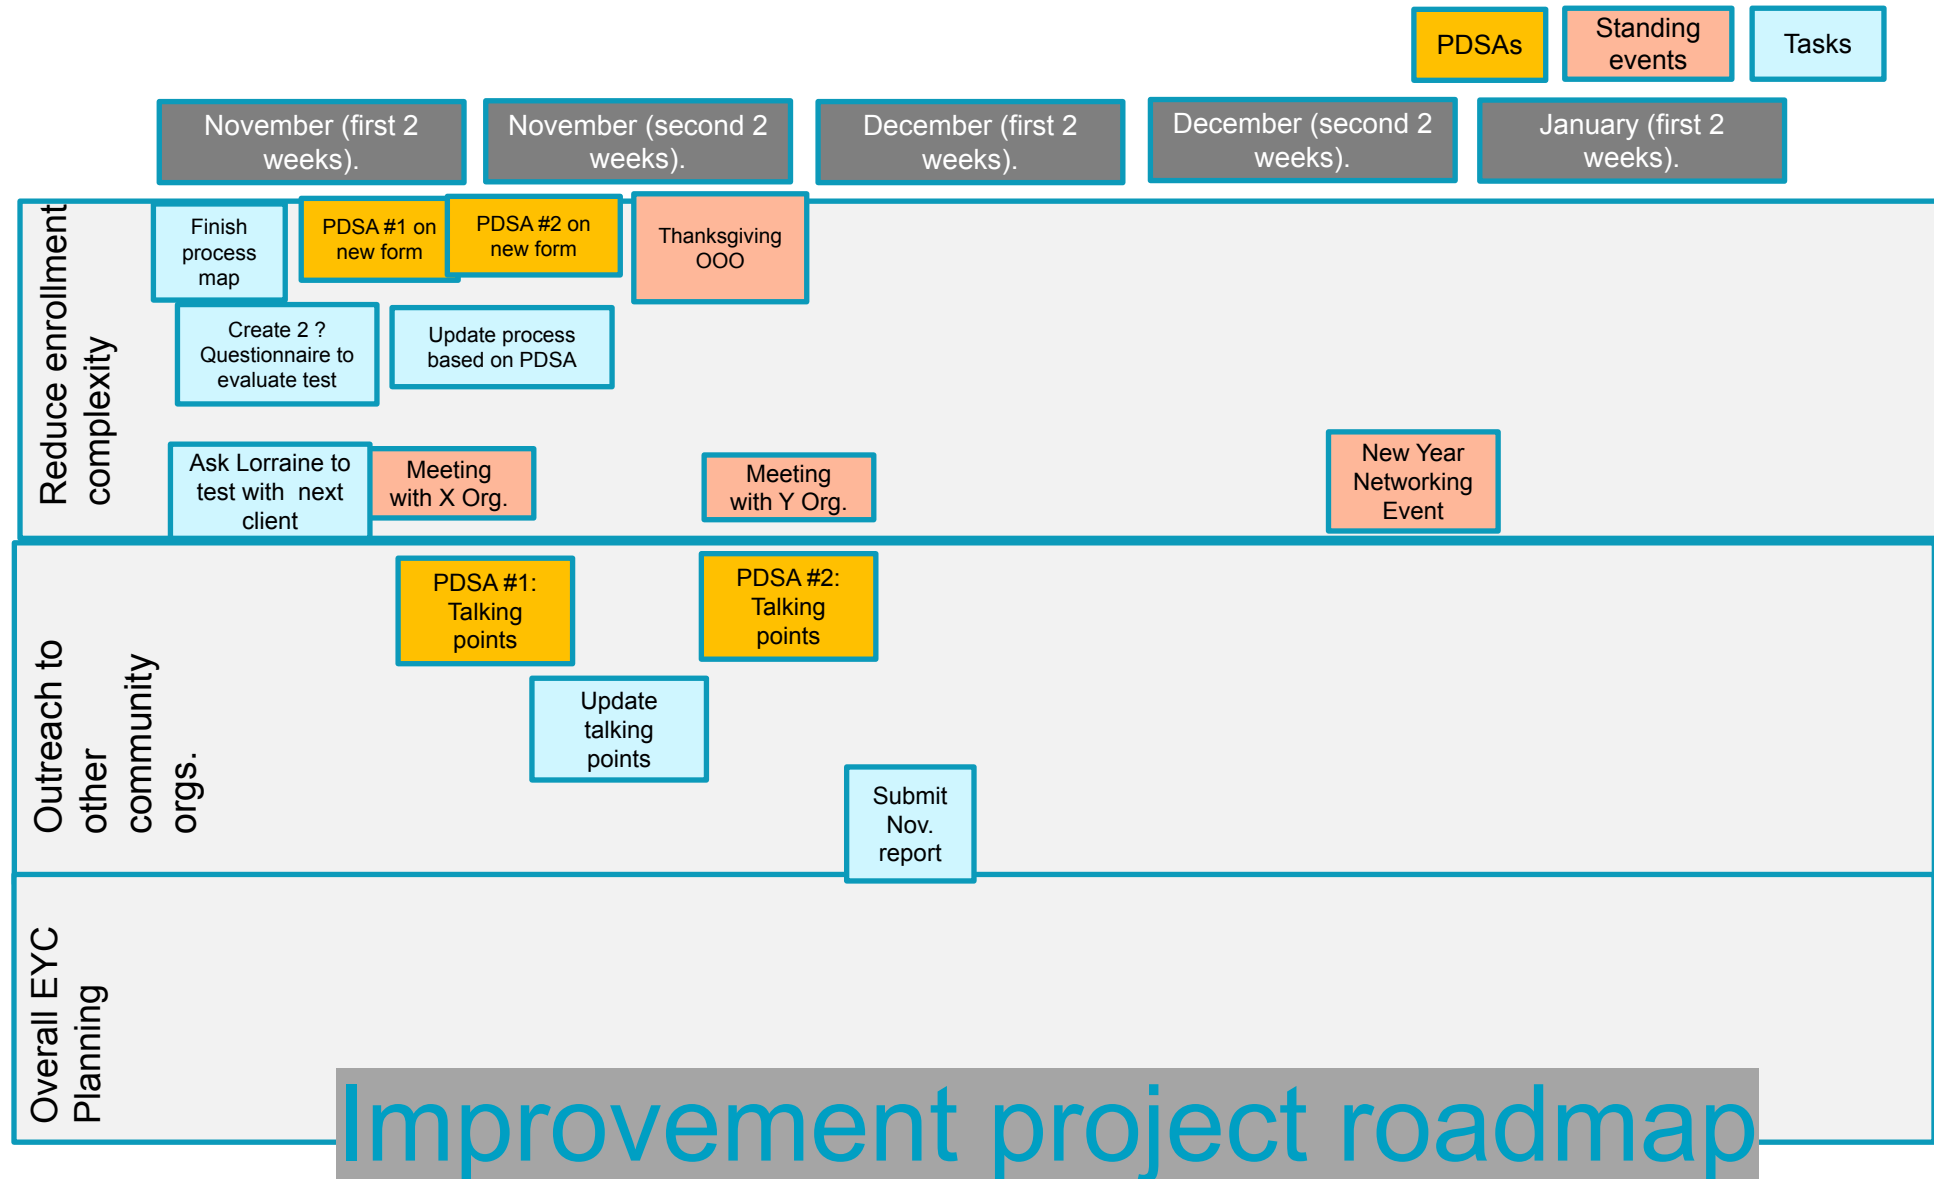 PDSAs
Standing
events
Tasks
November (first 2
weeks).
November (second 2
weeks).
December (first 2
weeks).
December (second 2
weeks).
January (first 2
weeks).
Reduce enrollment
complexity
Finish
process
map
PDSA #1 on
new form
PDSA #2 on
new form
Thanksgiving
OOO
Create 2 ?
Questionnaire to
evaluate test
Update process
based on PDSA
Ask Lorraine to
test with next
client
Meeting
with X Org.
Meeting
with Y Org.
New Year
Networking
Event
Outreach to
other
community
orgs.
PDSA #1:
Talking
points
PDSA #2:
Talking
points
Update
talking
points
Submit
Nov.
report
Overall EYC
Planning
Improvement project roadmap